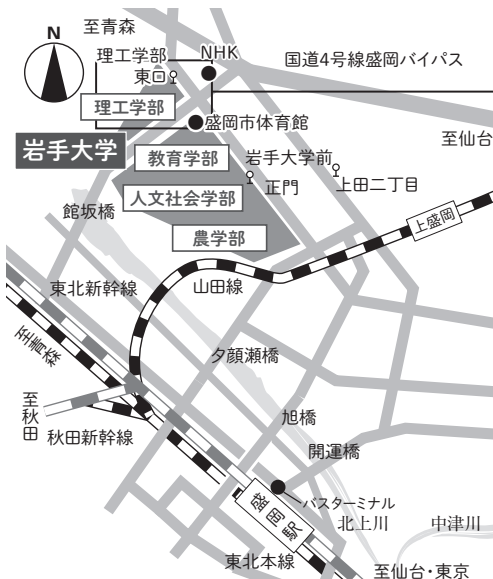 至青森
N
NHK
国道4号線盛岡バイパス
理工学部
東口
理工学部
盛岡市体育館
至仙台
岩手大学
教育学部
岩手大学前
正門
上田二丁目
人文社会学部
館坂橋
農学部
上盛岡
山田線
東北新幹線
至青森
夕顔瀬橋
至秋田
秋田新幹線
旭橋
開運橋
バスターミナル
盛岡駅
北上川
中津川
東北本線
至仙台・東京